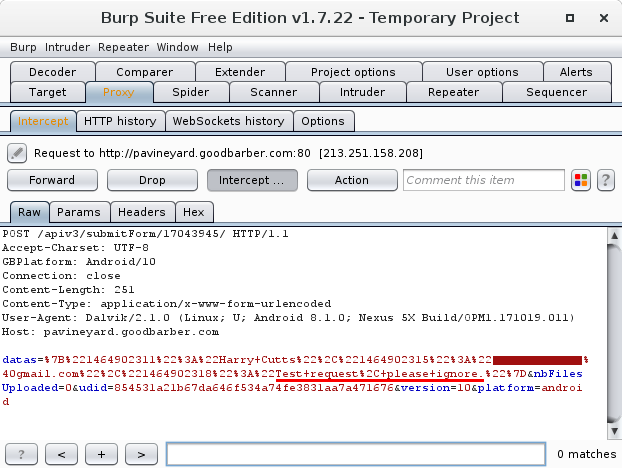 Burp Suite Free Edition v1.7.22 - Temporary Project
Burp Intruder Repeater Window Help
Decoder Comparer Extender Project options User options Alerts
Target Proxy Spider Scanner Intruder Repeater Sequencer
Intercept HTTP history WebSockets history Options
Request to http://pavineyard.goodbarber.com:80 [213.251.158.208]
Forward Drop Intercept ... Action Comment this item ?
Raw Params Headers Hex
POST /apiv3/submitForm/17043945/ HTTP/1.1
Accept-Charset: UTF-8
GBPlatform: Android/10
Connection: close
Content-Length: 251
Content-Type: application/x-www-form-urlencoded
User-Agent: Dalvik/2.1.0 (Linux; U; Android 8.1.0; Nexus 5X Build/OPM1.171019.011)
Host: pavineyard.goodbarber.com
datas=%7B%221464902311%22%3A%22Harry+Cutts%22%2C%221464902315%22%3A%22 %
40gmail.com%22%2C%221464902318%22%3A%22Test+request%2C+please+ignore.%22%7D&nbFiles
Uploaded=0&udid=854531a21b67da646f534a74fe3831aa7a471676&version=10&platform=androi
d
? < + > 0 matches